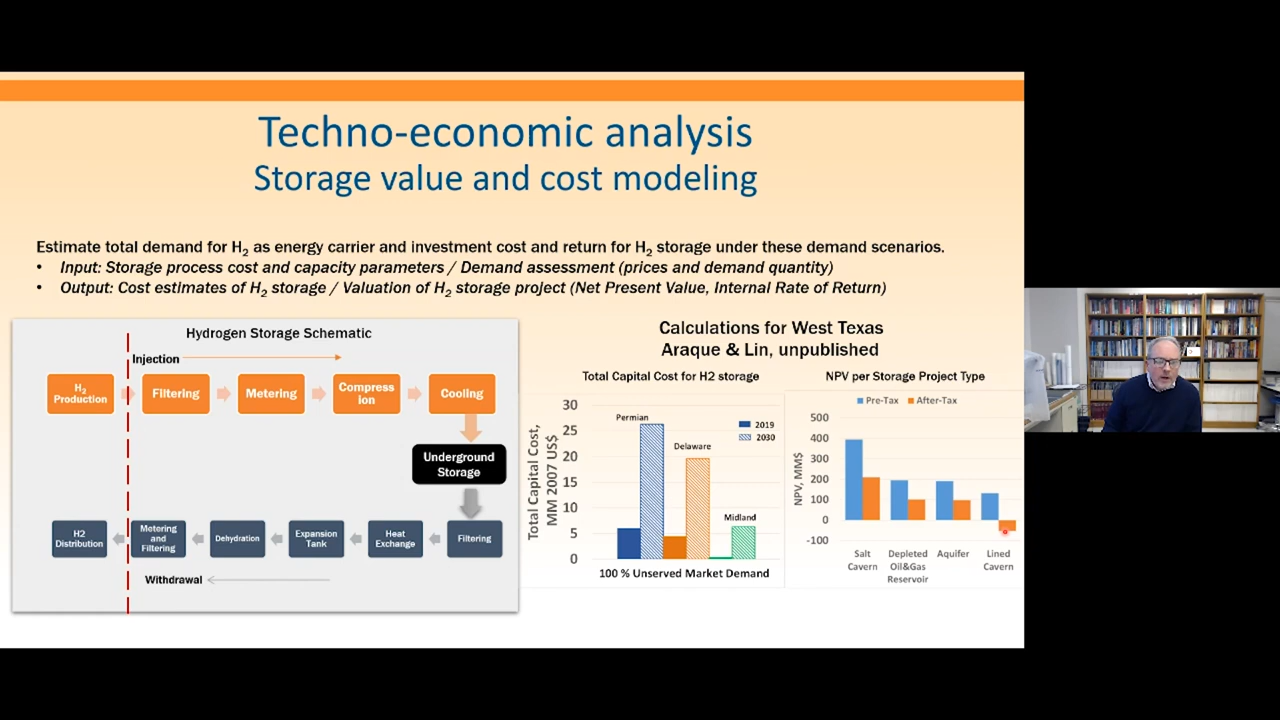 Techno-economic analysis
Storage value and cost modeling
Estimate total demand for H2 as energy carrier and investment cost and return for H2 storage under these demand scenarios.
• Input: Storage process cost and capacity parameters / Demand assessment (prices and demand quantity)
• Output: Cost estimates of H2 storage / Valuation of H2 storage project (Net Present Value, Internal Rate of Return)
Hydrogen Storage Schematic
Injection
H2
Production
Filtering
Metering
Compress
ion
Cooling
Underground
Storage
H2
Distribution
Metering
and
Filtering
Dehydration
Expansion
Tank
Heat
Exchange
Filtering
Withdrawal
Calculations for West Texas
Araque & Lin, unpublished
Total Capital Cost for H2 storage
Total Capital Cost,
MM 2007 US$
30
25
20
15
10
5
0
Permian
Delaware
Midland
2019
2030
100 % Unserved Market Demand
NPV per Storage Project Type
Pre-Tax
After-Tax
NPV, MM$
500
400
300
200
100
0
-100
Salt
Cavern
Depleted
Oil&Gas
Reservoir
Aquifer
Lined
Cavern